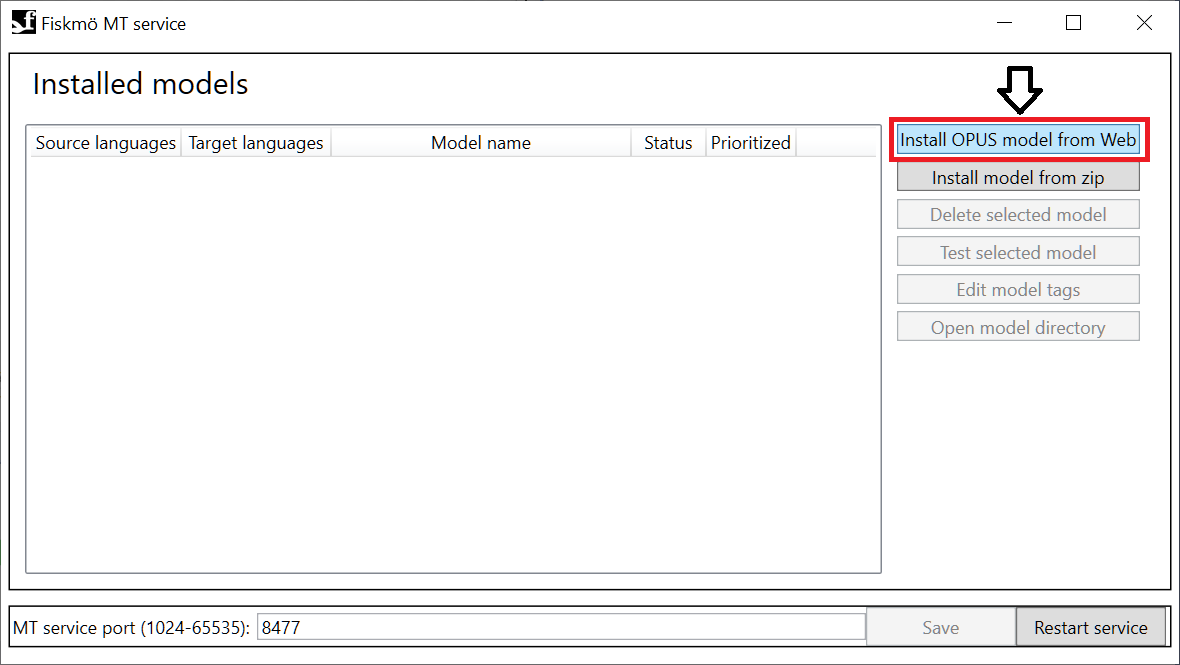 Fiskmö MT service
Installed models
Source languages Target languages Model name Status Prioritized
Install OPUS model from Web
Install model from zip
Delete selected model
Test selected model
Edit model tags
Open model directory
MT service port (1024-65535): 8477 Save Restart service